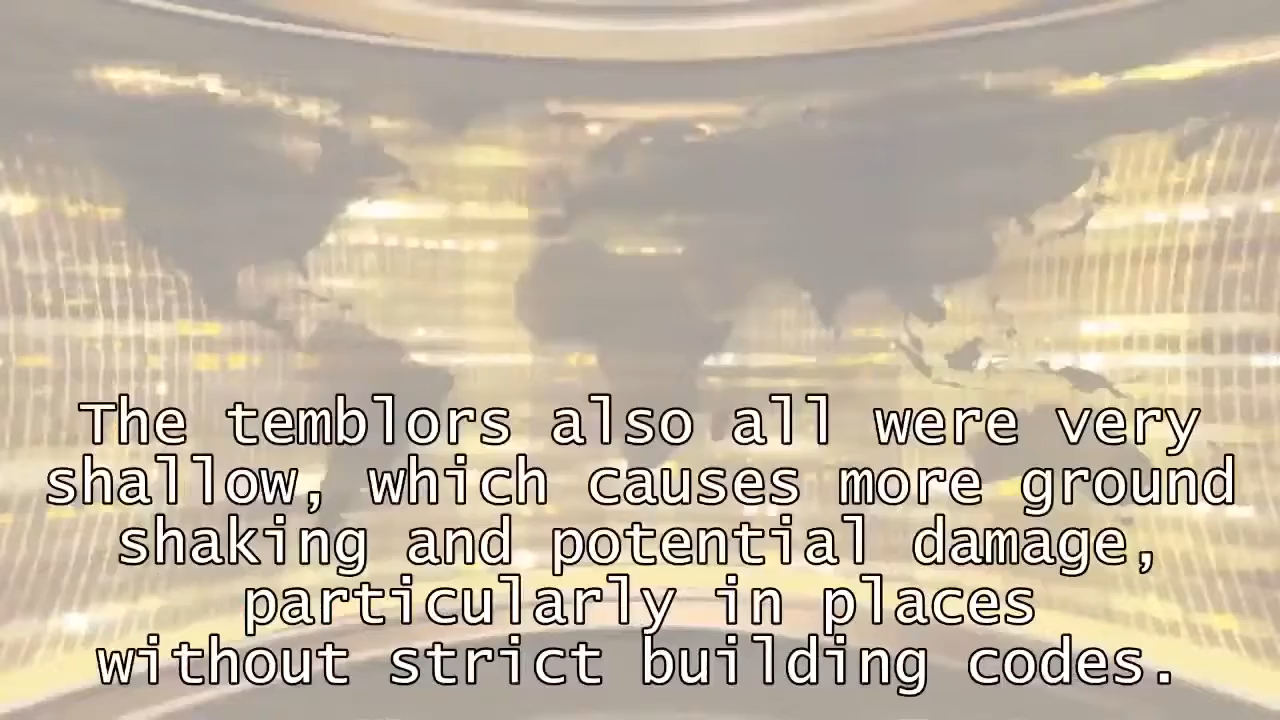 The temblors also all were very
shallow, which causes more ground
shaking and potential damage,
particularly in places
without strict building codes.